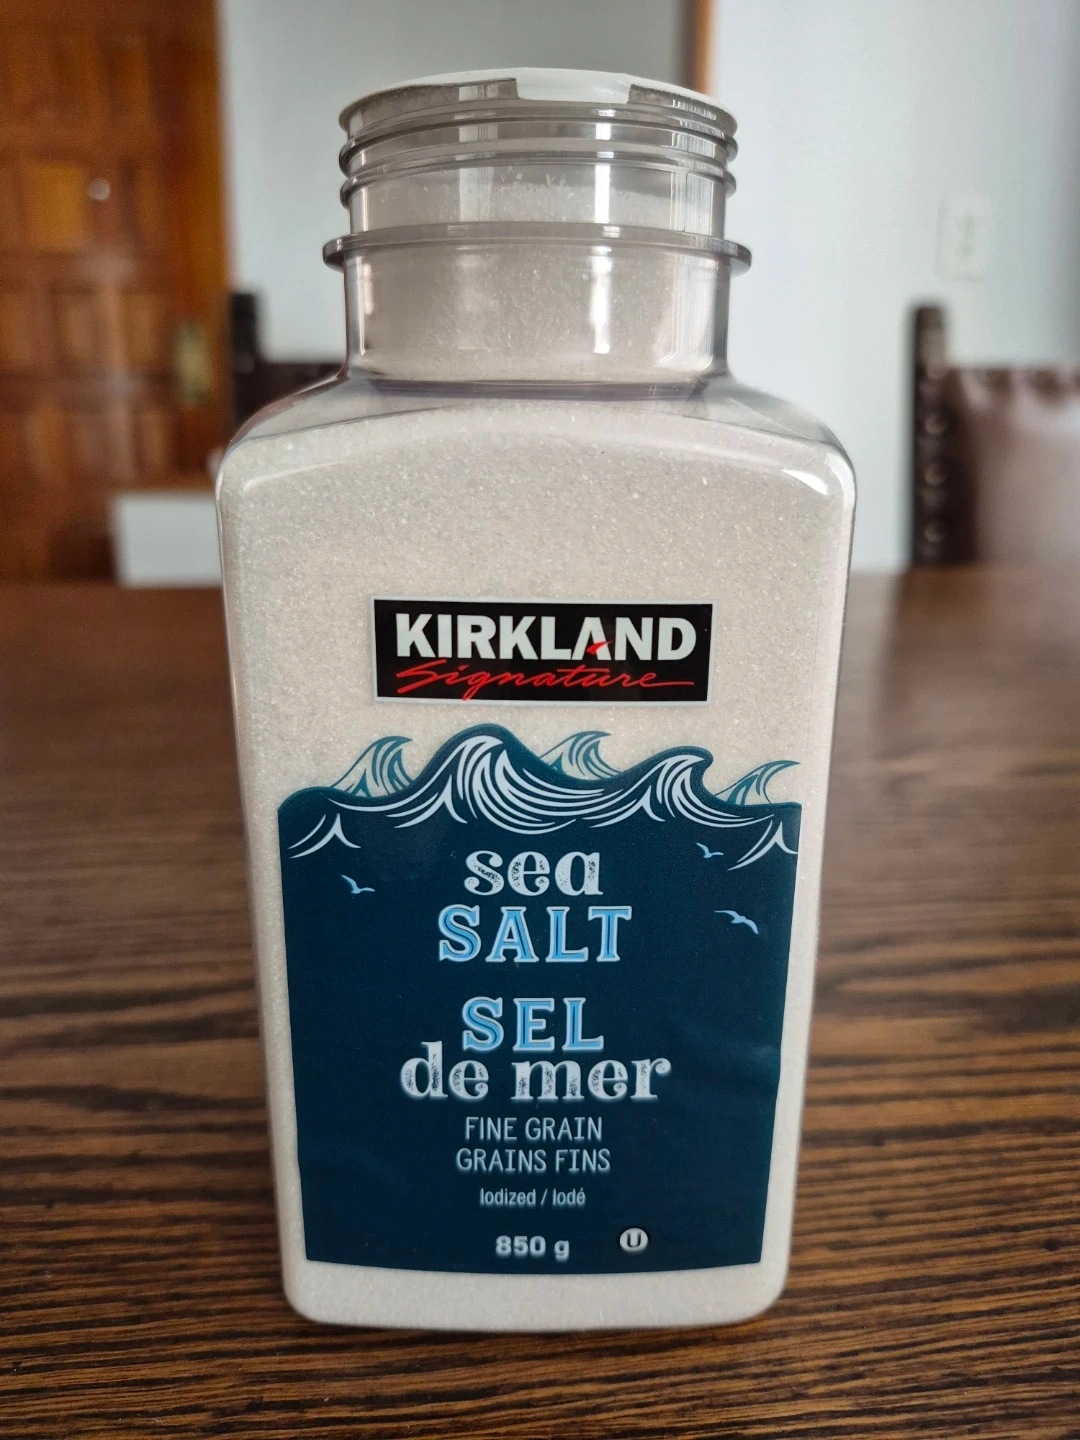 KIRKLAND
Signature
sea
SALT
SEL
de mer
FINE GRAIN
GRAINS FINS
Iodized / Iodé
850 g
U